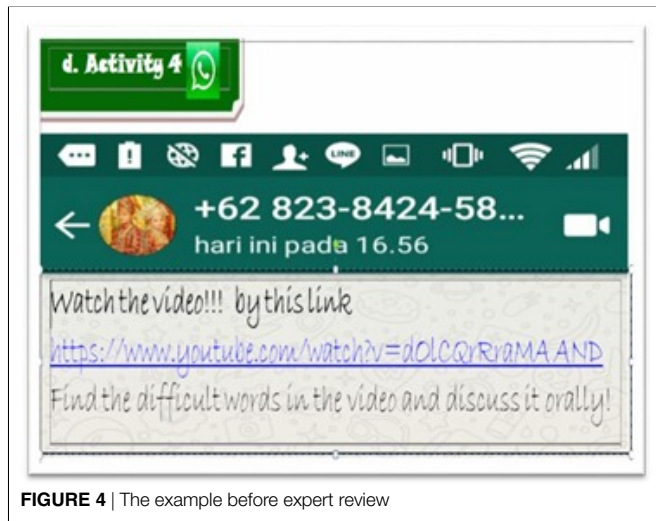 d. Activity 4
LINE
+62 823-8424-58...
hari ini pada 16.56
Watch the video!!! by this link
https://www.youtube.com/watch?v=dOlCQrRraMA AND
Find the difficult words in the video and discuss it orally!
FIGURE 4 | The example before expert review